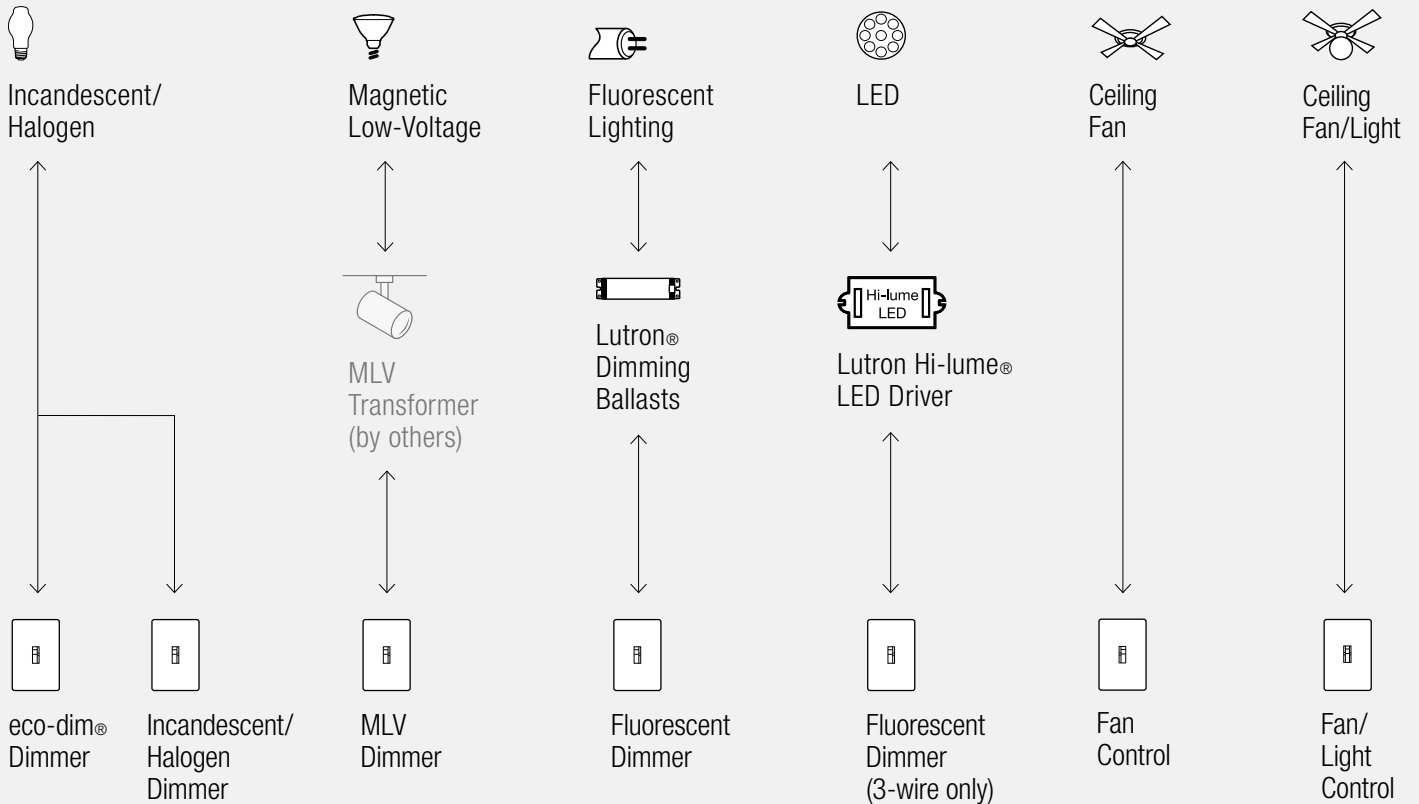 Incandescent/
Halogen
Magnetic
Low-Voltage
Fluorescent
Lighting
LED
Ceiling
Fan
Ceiling
Fan/Light
MLV
Transformer
(by others)
Lutron®
Dimming
Ballasts
Hi-lume
LED
Lutron Hi-lume®
LED Driver
eco-dim®
Dimmer
Incandescent/
Halogen
Dimmer
MLV
Dimmer
Fluorescent
Dimmer
Fluorescent
Dimmer
(3-wire only)
Fan
Control
Fan/
Light
Control